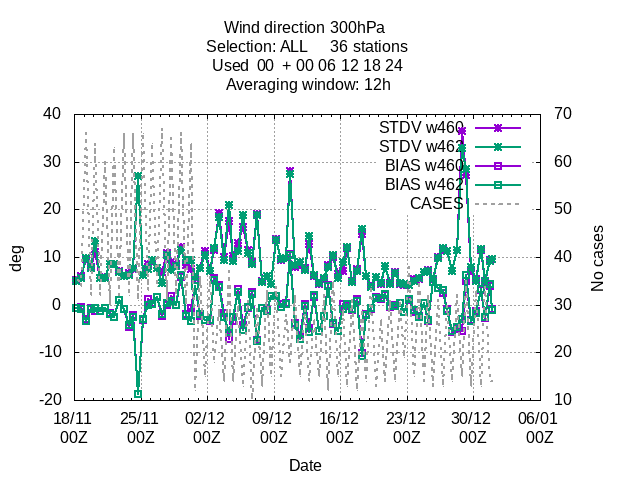 Wind direction 300hPa
Selection: ALL 36 stations
Used 00 + 00 06 12 18 24
Averaging window: 12h
40 70
STDV w460
STDV w462
30 60
BIAS w460
BIAS w462
CASES
20 50
10 40
deg
No cases
0 30
-10 20
-20 10
18/11 25/11 02/12 09/12 16/12 23/12 30/12 06/01
00Z 00Z 00Z 00Z 00Z 00Z 00Z 00Z
Date